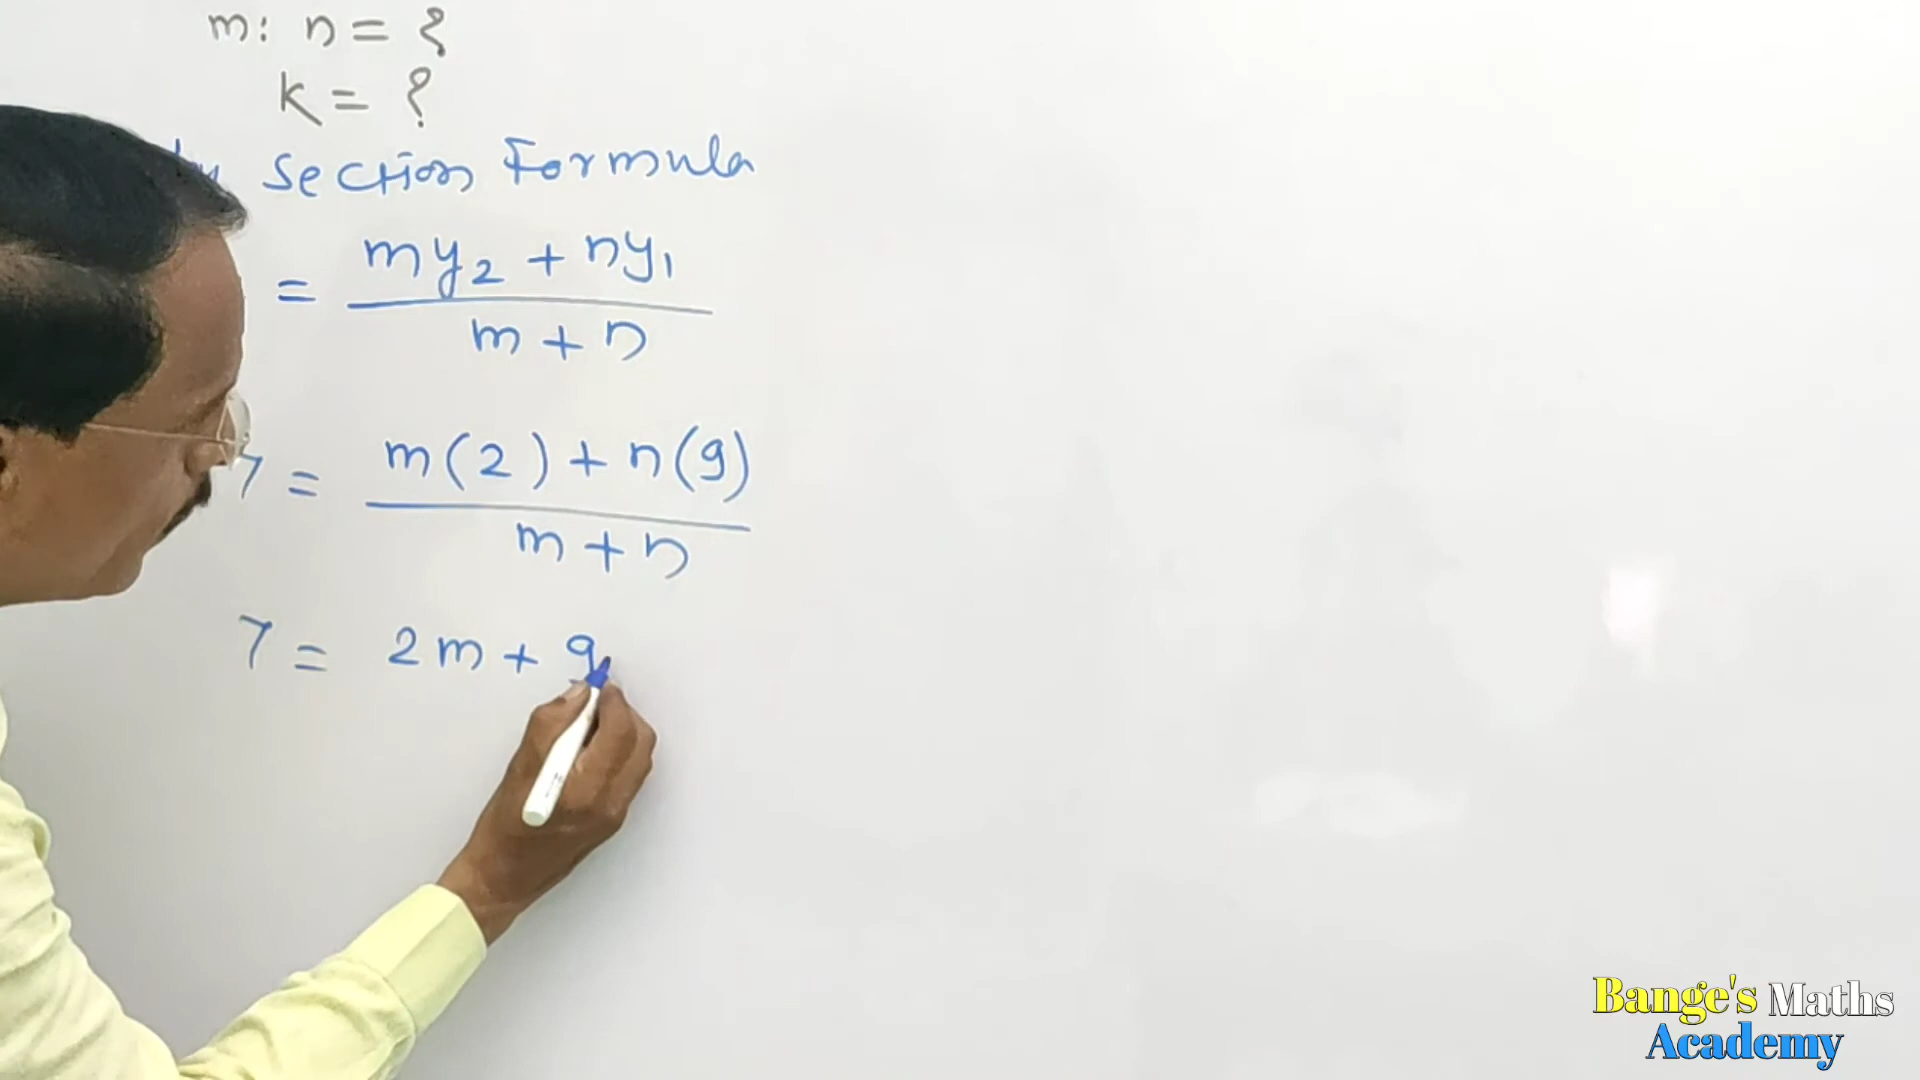 m: n = ?
k = ?
Section Formula
= my₂ + ny₁
m + n
7 = m(2) + n(9)
m + n
7 = 2m + 9
Bange's Maths
Academy